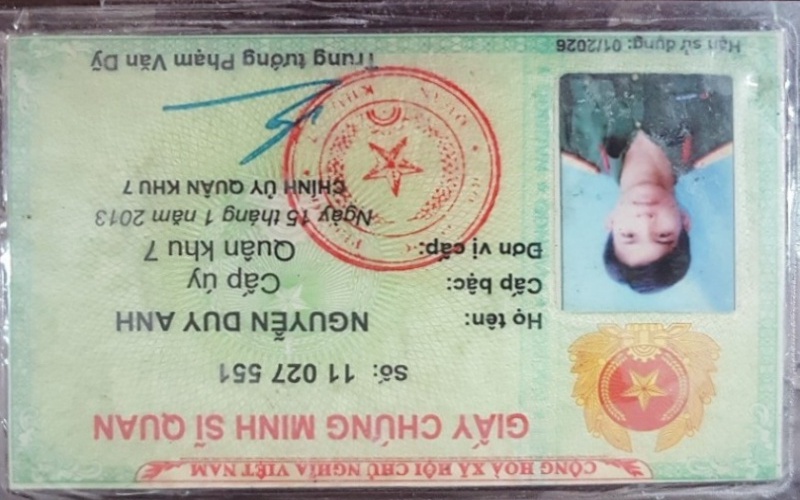 CỘNG HOÀ XÃ HỘI CHỦ NGHĨA VIỆT NAM
GIẤY CHỨNG MINH SĨ QUAN
Số: 11 027 551
Họ tên: NGUYỄN DUY ANH
Cấp bậc: Cấp úy
Đơn vị cấp: Quân khu 7
Ngày 15 tháng 1 năm 2013
CHÍNH ỦY QUÂN KHU 7
Trung tướng Phạm Văn Dỹ
Hạn sử dụng: 01/2026